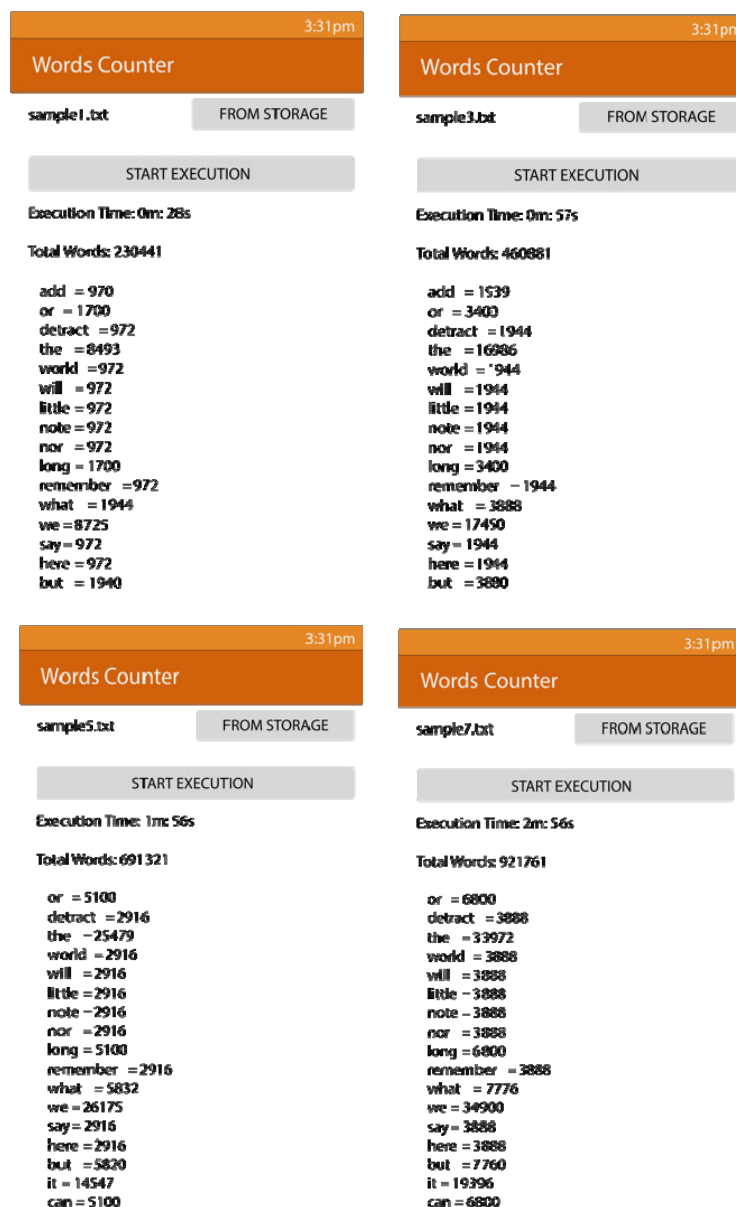 3:31pm
Words Counter
sample1.txt FROM STORAGE
START EXECUTION
Execution Time: 0m: 28s
Total Words: 230441
add = 970
or = 1700
detract =972
the =8493
world =972
will =972
little = 972
note = 972
nor =972
long = 1700
remember =972
what = 1944
we = 8725
say = 972
here = 972
but = 1940
3:31pm
Words Counter
sample3.txt FROM STORAGE
START EXECUTION
Execution Time: 0m: 57s
Total Words: 460881
add = 1939
or = 3400
detract =1944
the =16986
world = 1944
will =1944
little = 1944
note = 1944
nor =1944
long = 3400
remember = 1944
what = 3888
we = 17450
say = 1944
here = 1944
but = 3880
3:31pm
Words Counter
sample5.txt FROM STORAGE
START EXECUTION
Execution Time: 1m: 56s
Total Words: 691321
or = 5100
detract =2916
the =25479
world =2916
will =2916
little =2916
note =2916
nor =2916
long = 5100
remember =2916
what = 5832
we = 26175
say = 2916
here =2916
but =5820
it = 14547
can = 5100
3:31pm
Words Counter
sample7.txt FROM STORAGE
START EXECUTION
Execution Time: 2m: 56s
Total Words: 921761
or = 6800
detract = 3888
the =33972
world = 3888
will =3888
little = 3888
note = 3888
nor = 3888
long =6800
remember =3888
what = 7776
we = 34900
say = 3888
here = 3888
but =7760
it = 19396
can = 6800